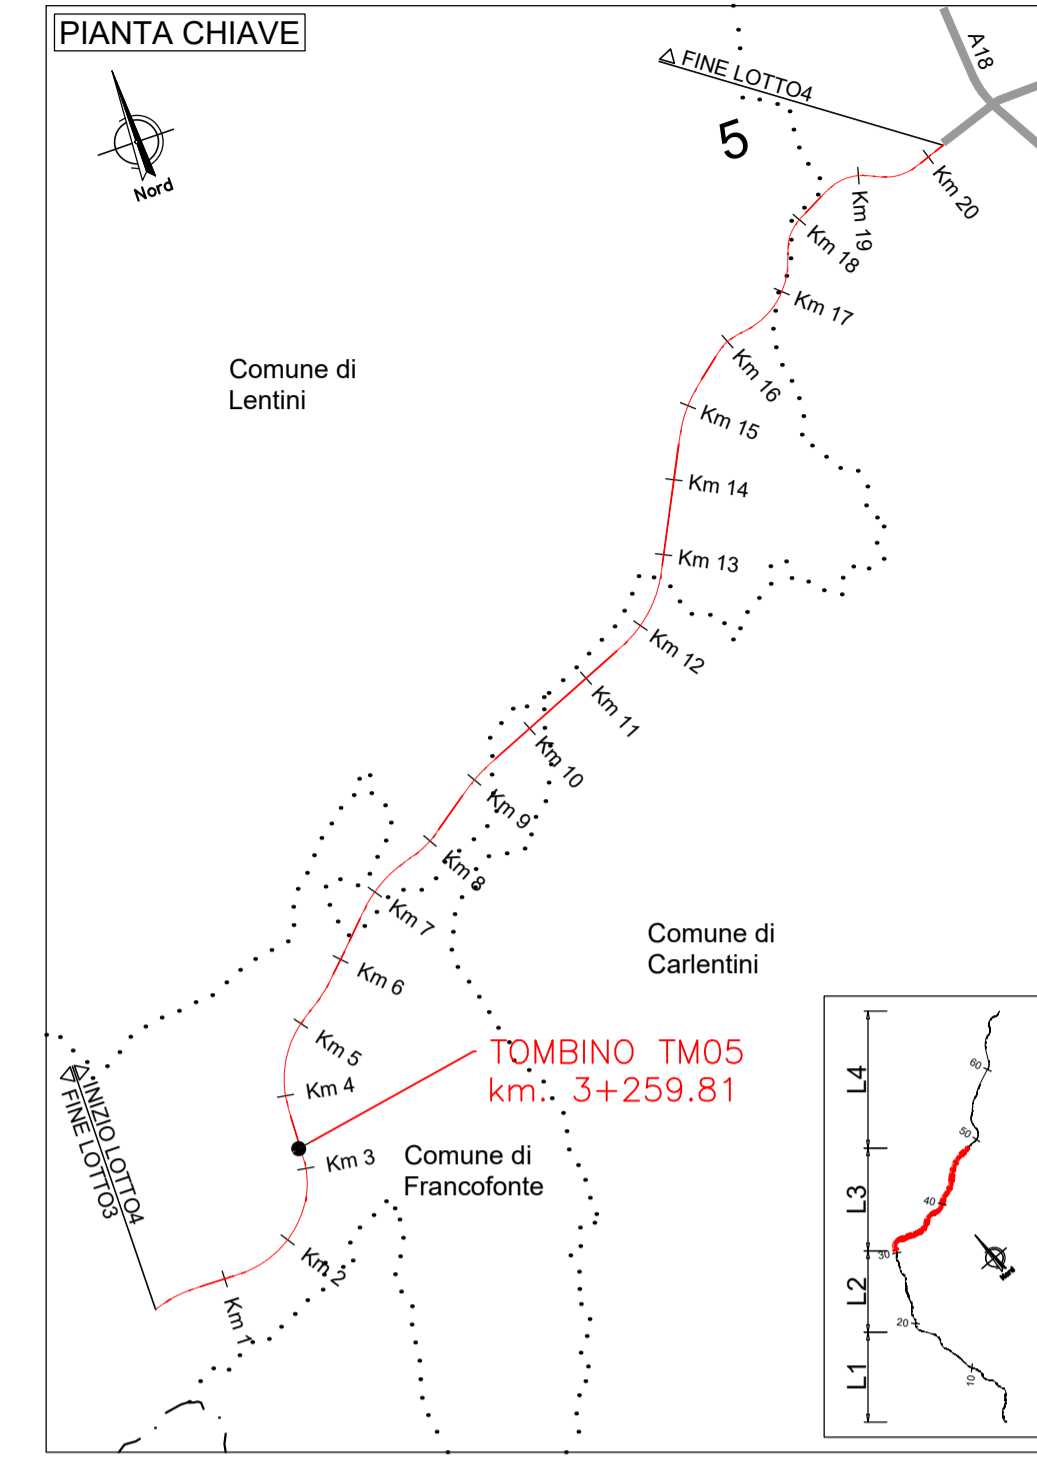 PIANTA CHIAVE
Nord
A18
FINE LOTTO4
5
Km 20
Km 19
Km 18
Km 17
Km 16
Km 15
Km 14
Km 13
Km 12
Km 11
Km 10
Km 9
Km 8
Km 7
Km 6
Km 5
Km 4
Km 3
Km 2
Km 1
Comune di
Lentini
Comune di
Carlentini
TOMBINO TM05
km. 3+259.81
Comune di
Francofonte
INIZIO LOTTO4
FINE LOTTO3
L4
L3
L2
L1
60
50
40
30
20
10
Nord